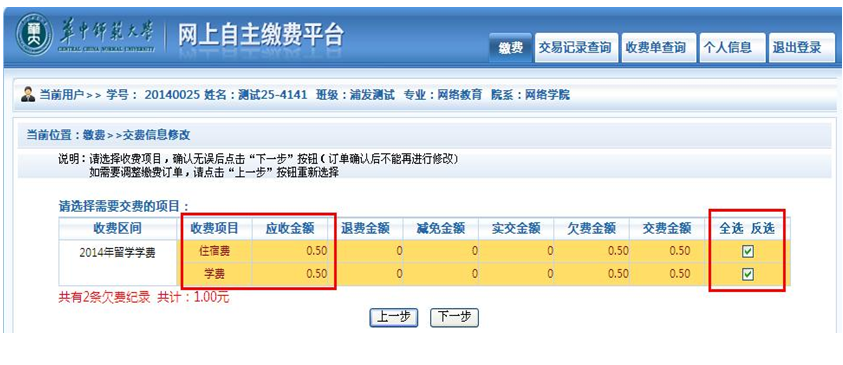 華中师范大学 网上自主缴费平台
CENTRAL CHINA NORMAL UNIVERSITY
缴费 交易记录查询 收费单查询 个人信息 退出登录
当前用户>> 学号： 20140025 姓名：测试25-4141 班级：浦发测试 专业：网络教育 院系：网络学院
当前位置：缴费>>交费信息修改
说明：请选择收费项目，确认无误后点击“下一步”按钮(订单确认后不能再进行修改)
如需要调整缴费订单，请点击“上一步”按钮重新选择
请选择需要交费的项目：
收费区间 收费项目 应收金额 退费金额 减免金额 实交金额 欠费金额 交费金额 全选 反选
2014年留学学费 住宿费 0.50 0 0 0 0.50 0.50
学费 0.50 0 0 0 0.50 0.50
共有2条欠费纪录 共计：1.00元
上一步 下一步